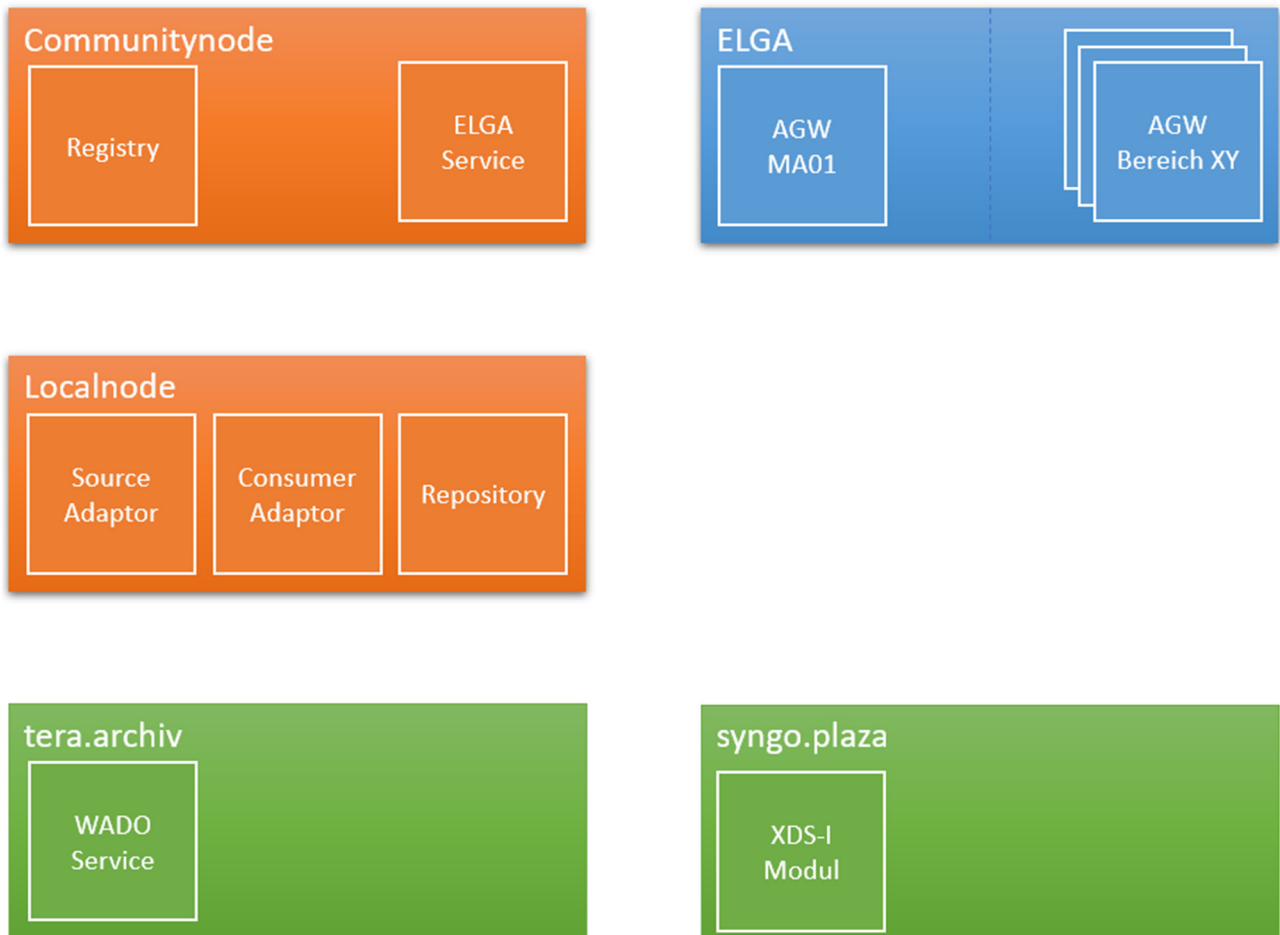 Communitynode
Registry
ELGA
Service
ELGA
AGW
MA01
AGW
Bereich XY
Localnode
Source
Adaptor
Consumer
Adaptor
Repository
tera.archiv
WADO
Service
syngo.plaza
XDS-I
Modul